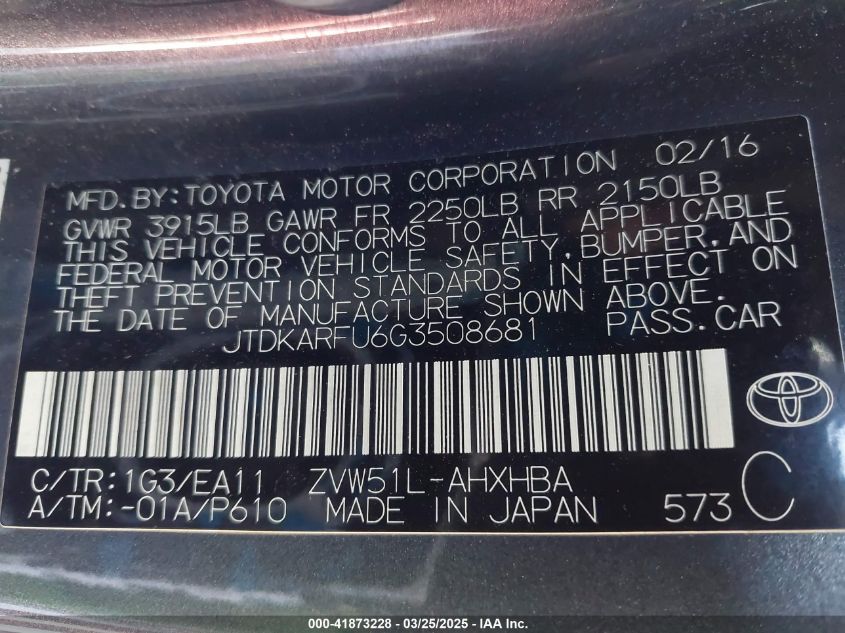 MFD. BY: TOYOTA MOTOR CORPORATION 02/16
GVWR 3915LB GAWR FR 2250LB RR 2150LB
THIS VEHICLE CONFORMS TO ALL APPLICABLE
FEDERAL MOTOR VEHICLE SAFETY, BUMPER, AND
THEFT PREVENTION STANDARDS IN EFFECT ON
THE DATE OF MANUFACTURE SHOWN ABOVE.
JTDKARFU6G3508681 PASS. CAR
C/TR: 1G3/EA11 ZVW51L-AHXHBA
A/TM: -01A/P610 MADE IN JAPAN 573 C
000-41873228 - 03/25/2025 - IAA Inc.